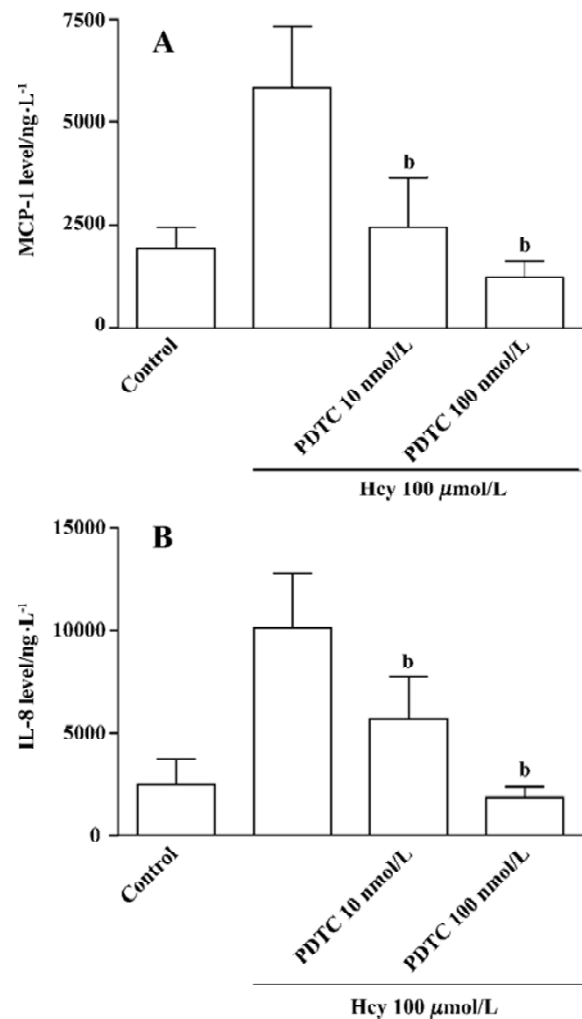 A
7500
5000
2500
0
MCP-1 level/ng·L⁻¹
b
b
Control
PDTC 10 nmol/L
PDTC 100 nmol/L
Hcy 100 μmol/L
B
15000
10000
5000
0
IL-8 level/ng·L⁻¹
b
b
Control
PDTC 10 nmol/L
PDTC 100 nmol/L
Hcy 100 μmol/L